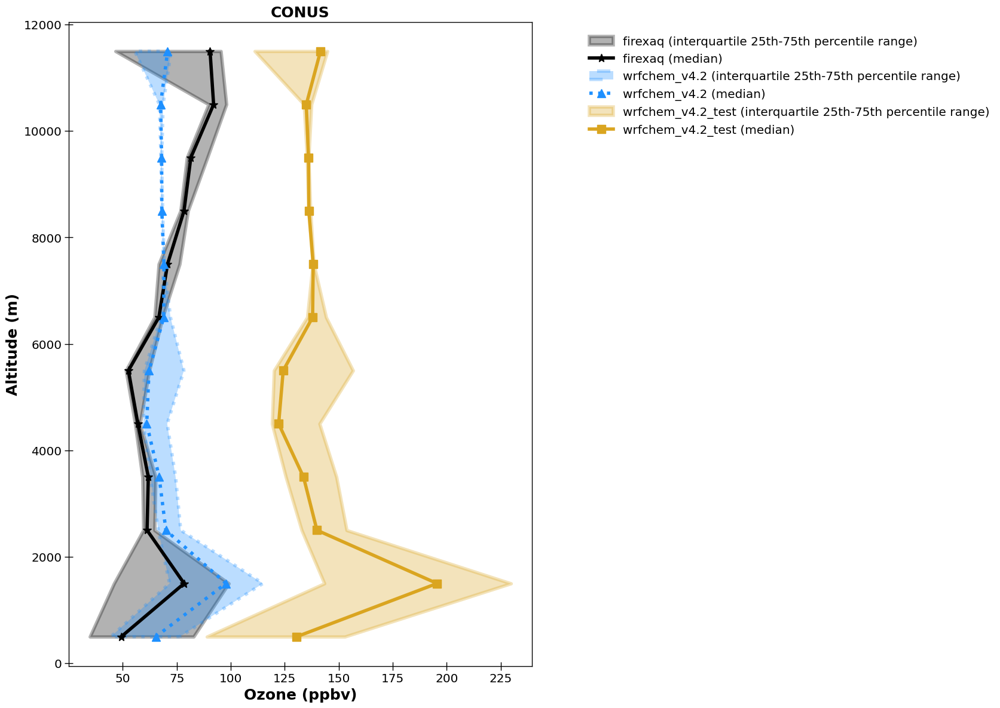 CONUS
12000
10000
8000
6000
4000
2000
0
Altitude (m)
50 75 100 125 150 175 200 225
Ozone (ppbv)
firexaq (interquartile 25th-75th percentile range)
firexaq (median)
wrfchem_v4.2 (interquartile 25th-75th percentile range)
wrfchem_v4.2 (median)
wrfchem_v4.2_test (interquartile 25th-75th percentile range)
wrfchem_v4.2_test (median)